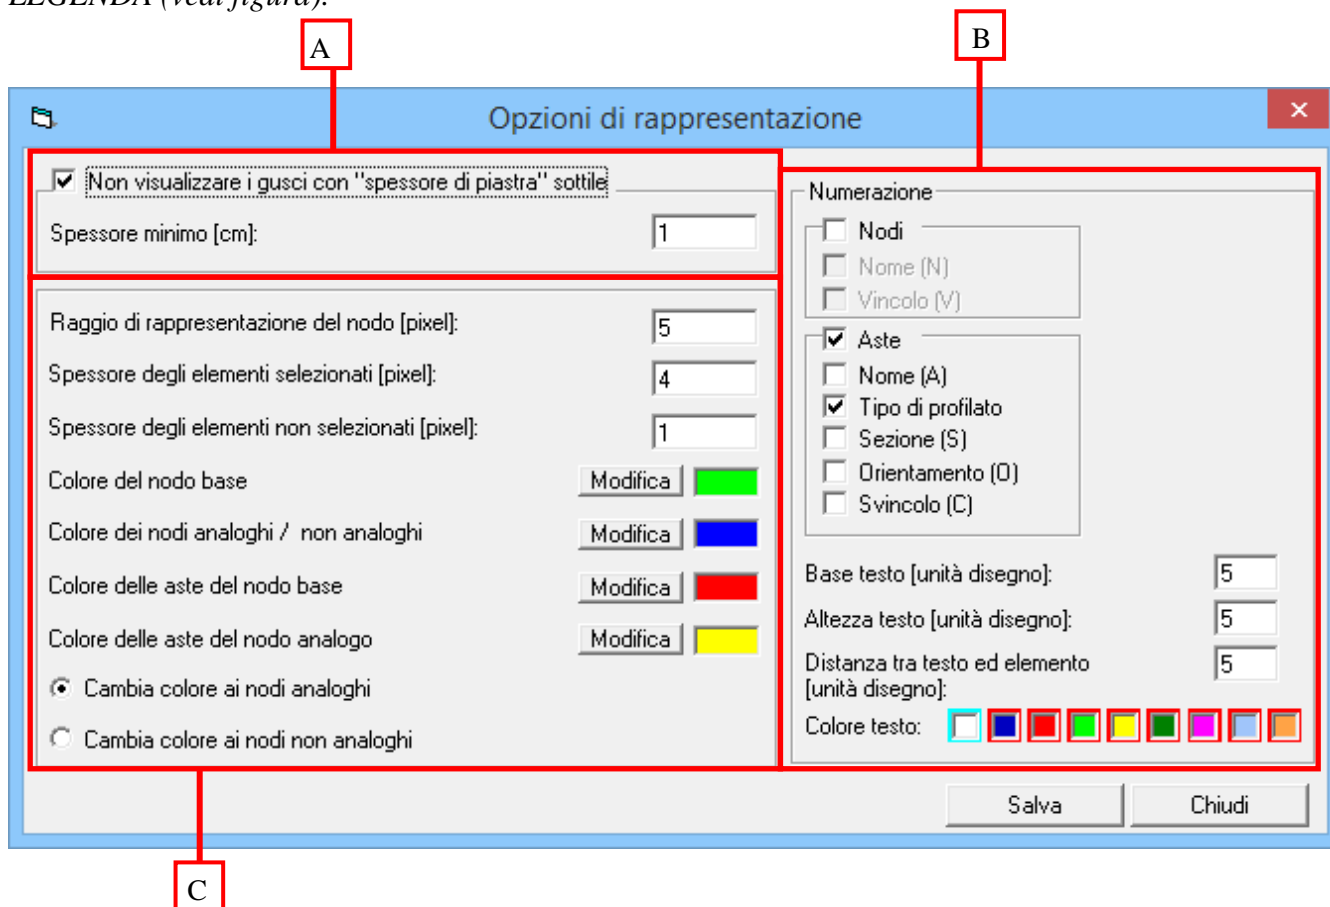 LEGENDA (vedi figura).
A
B
Opzioni di rappresentazione
Non visualizzare i gusci con "spessore di piastra" sottile
Spessore minimo [cm]:
1
Raggio di rappresentazione del nodo [pixel]:
5
Spessore degli elementi selezionati [pixel]:
4
Spessore degli elementi non selezionati [pixel]:
1
Colore del nodo base
Modifica
Colore dei nodi analoghi / non analoghi
Modifica
Colore delle aste del nodo base
Modifica
Colore delle aste del nodo analogo
Modifica
Cambia colore ai nodi analoghi
Cambia colore ai nodi non analoghi
Numerazione
Nodi
Nome (N)
Vincolo (V)
Aste
Nome (A)
Tipo di profilato
Sezione (S)
Orientamento (O)
Svincolo (C)
Base testo [unità disegno]:
5
Altezza testo [unità disegno]:
5
Distanza tra testo ed elemento
[unità disegno]:
5
Colore testo:
Salva
Chiudi
C